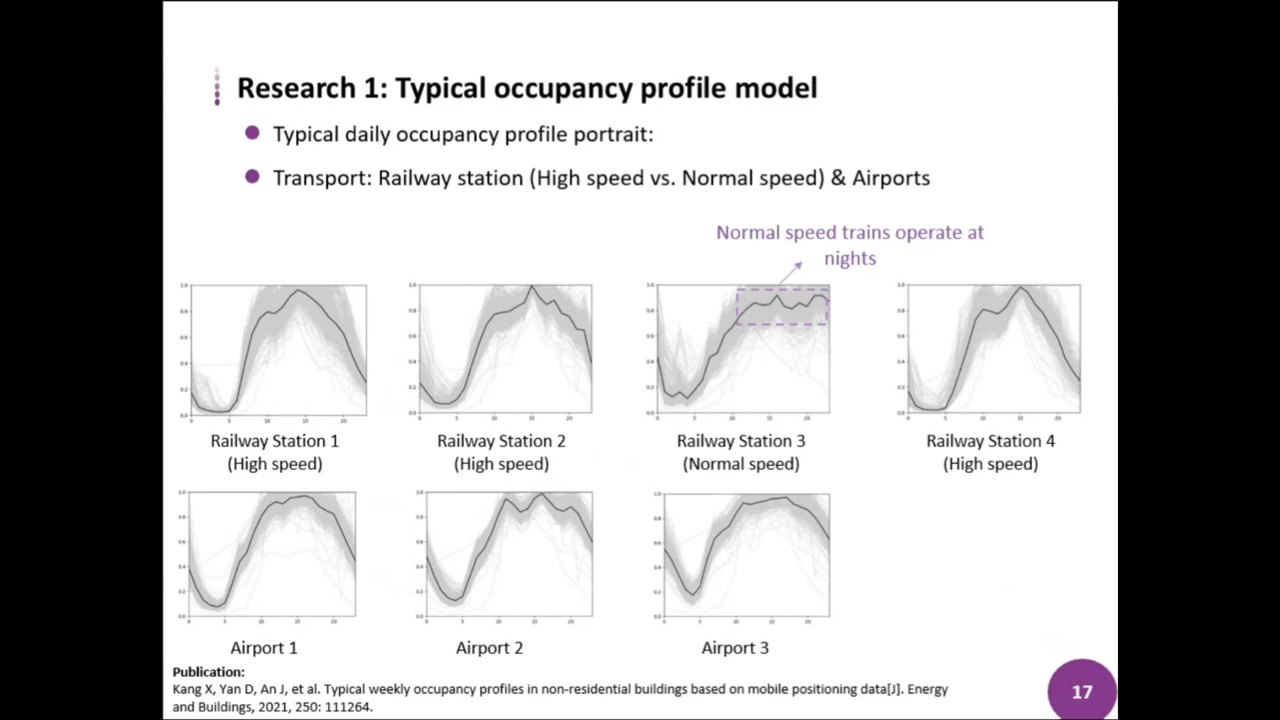 Research 1: Typical occupancy profile model
Typical daily occupancy profile portrait:
Transport: Railway station (High speed vs. Normal speed) & Airports
Normal speed trains operate at
nights
Railway Station 1
(High speed)
Railway Station 2
(High speed)
Railway Station 3
(Normal speed)
Railway Station 4
(High speed)
Airport 1
Airport 2
Airport 3
Publication:
Kang X, Yan D, An J, et al. Typical weekly occupancy profiles in non-residential buildings based on mobile positioning data[J]. Energy
and Buildings, 2021, 250: 111264.
17